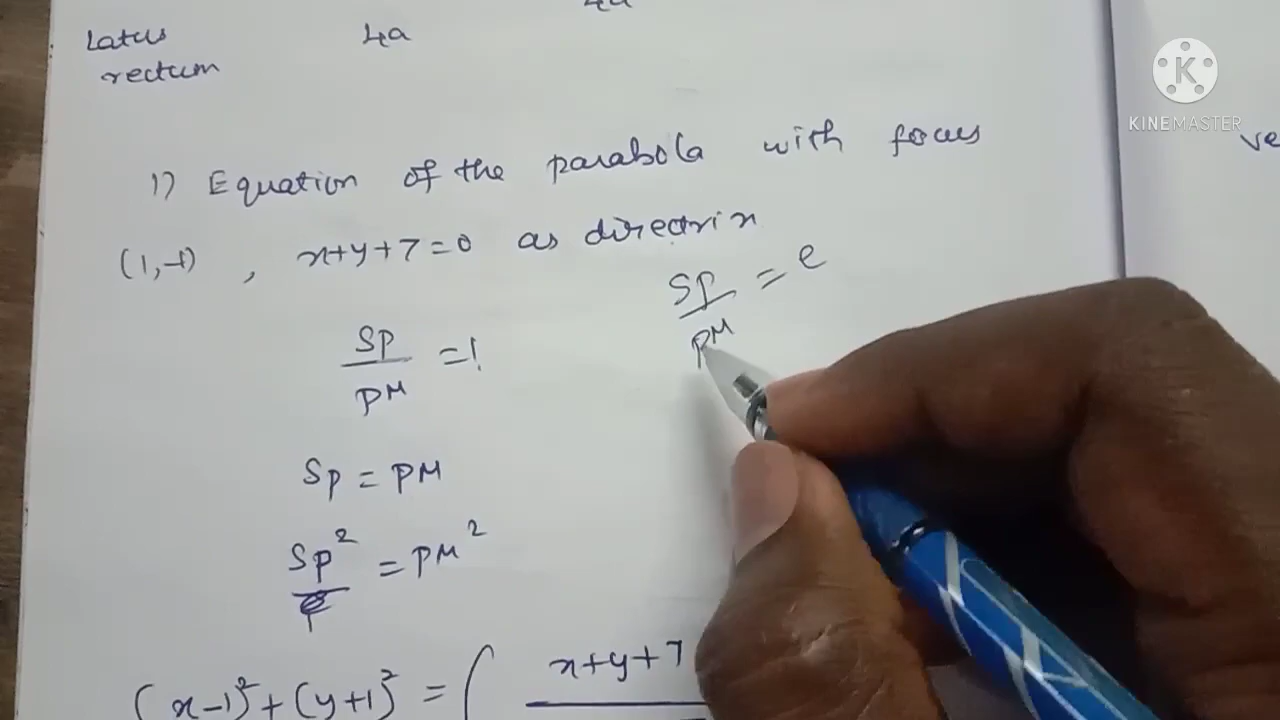 Latus 4a
rectum
1) Equation of the parabola with focus
(1,-1) , x+y+7=0 as directrix
SP/PM = e
SP/PM = 1
SP = PM
SP² = PM²
(x-1)² + (y+1)² = ( x+y+7
KINEMASTER